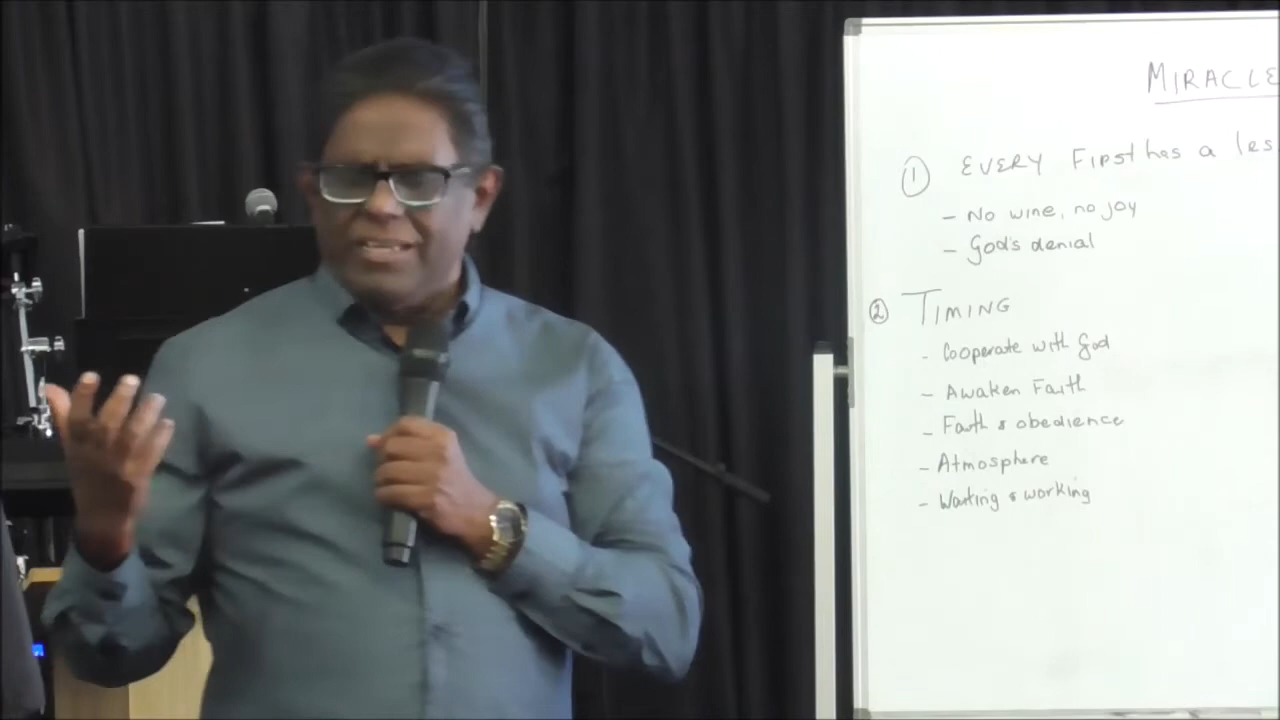 MIRACLE
① EVERY First has a les
- No wine, no joy
- God's denial
② TIMING
- Cooperate with God
- Awaken Faith
- Faith & obedience
- Atmosphere
- Waiting & working